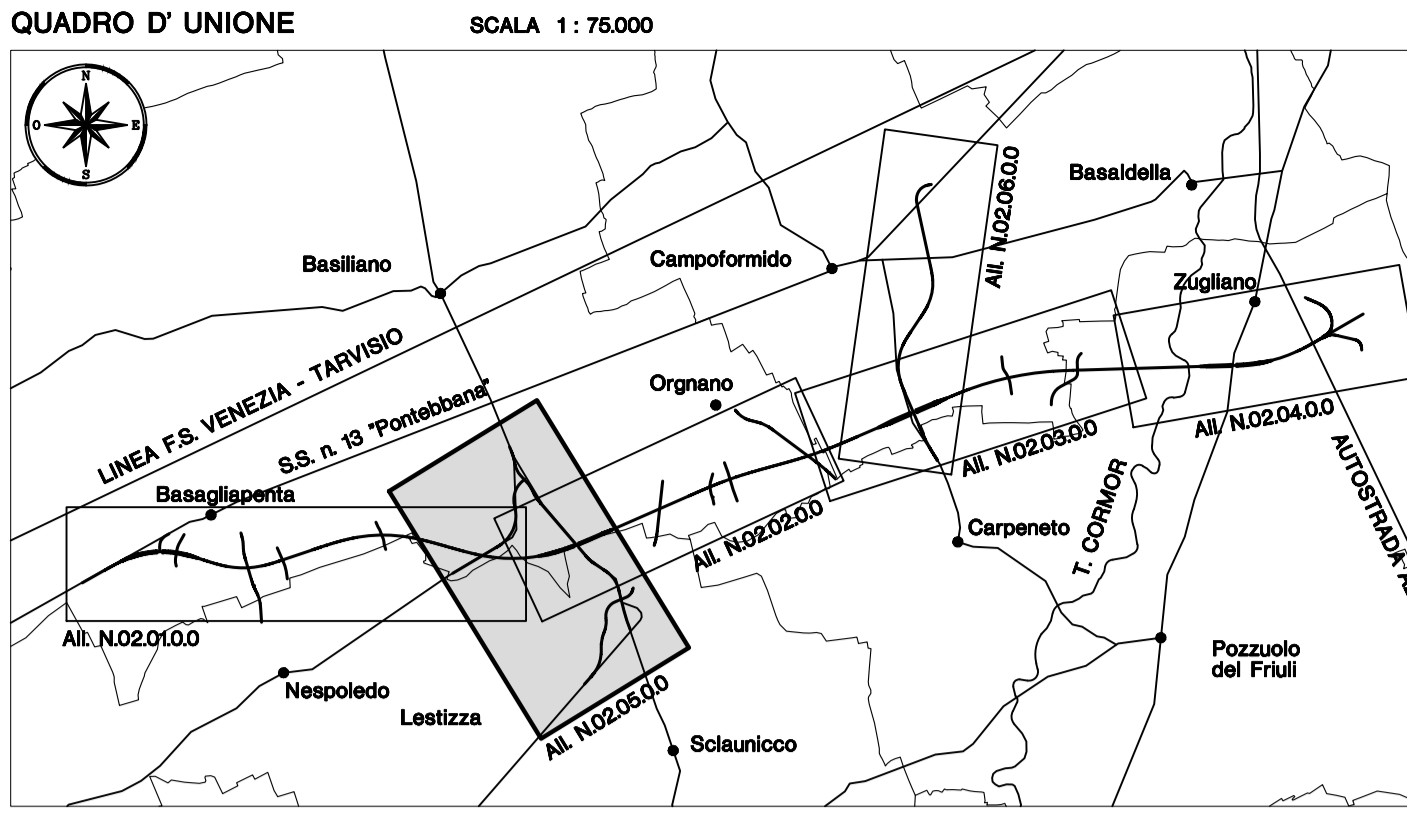 QUADRO D' UNIONE
SCALA 1 : 75.000
N
O
E
S
Basaldella
All. N.02.06.0.0
Basiliano
Campoformido
Zugliano
LINEA F.S. VENEZIA - TARVISIO
S.S. n. 13 "Pontebbana"
Orgnano
All. N.02.04.0.0
All. N.02.03.0.0
AUTOSTRADA
Basagliapenta
All. N.02.02.0.0
Carpeneto
T. CORMOR
All. N.02.01.0.0
Pozzuolo
del Friuli
Nespoledo
Lestizza
All. N.02.05.0.0
Sclaunicco